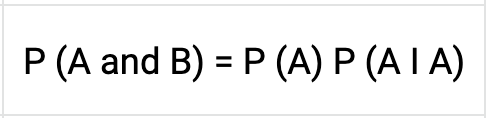 P (A and B) = P (A) P (A I A)